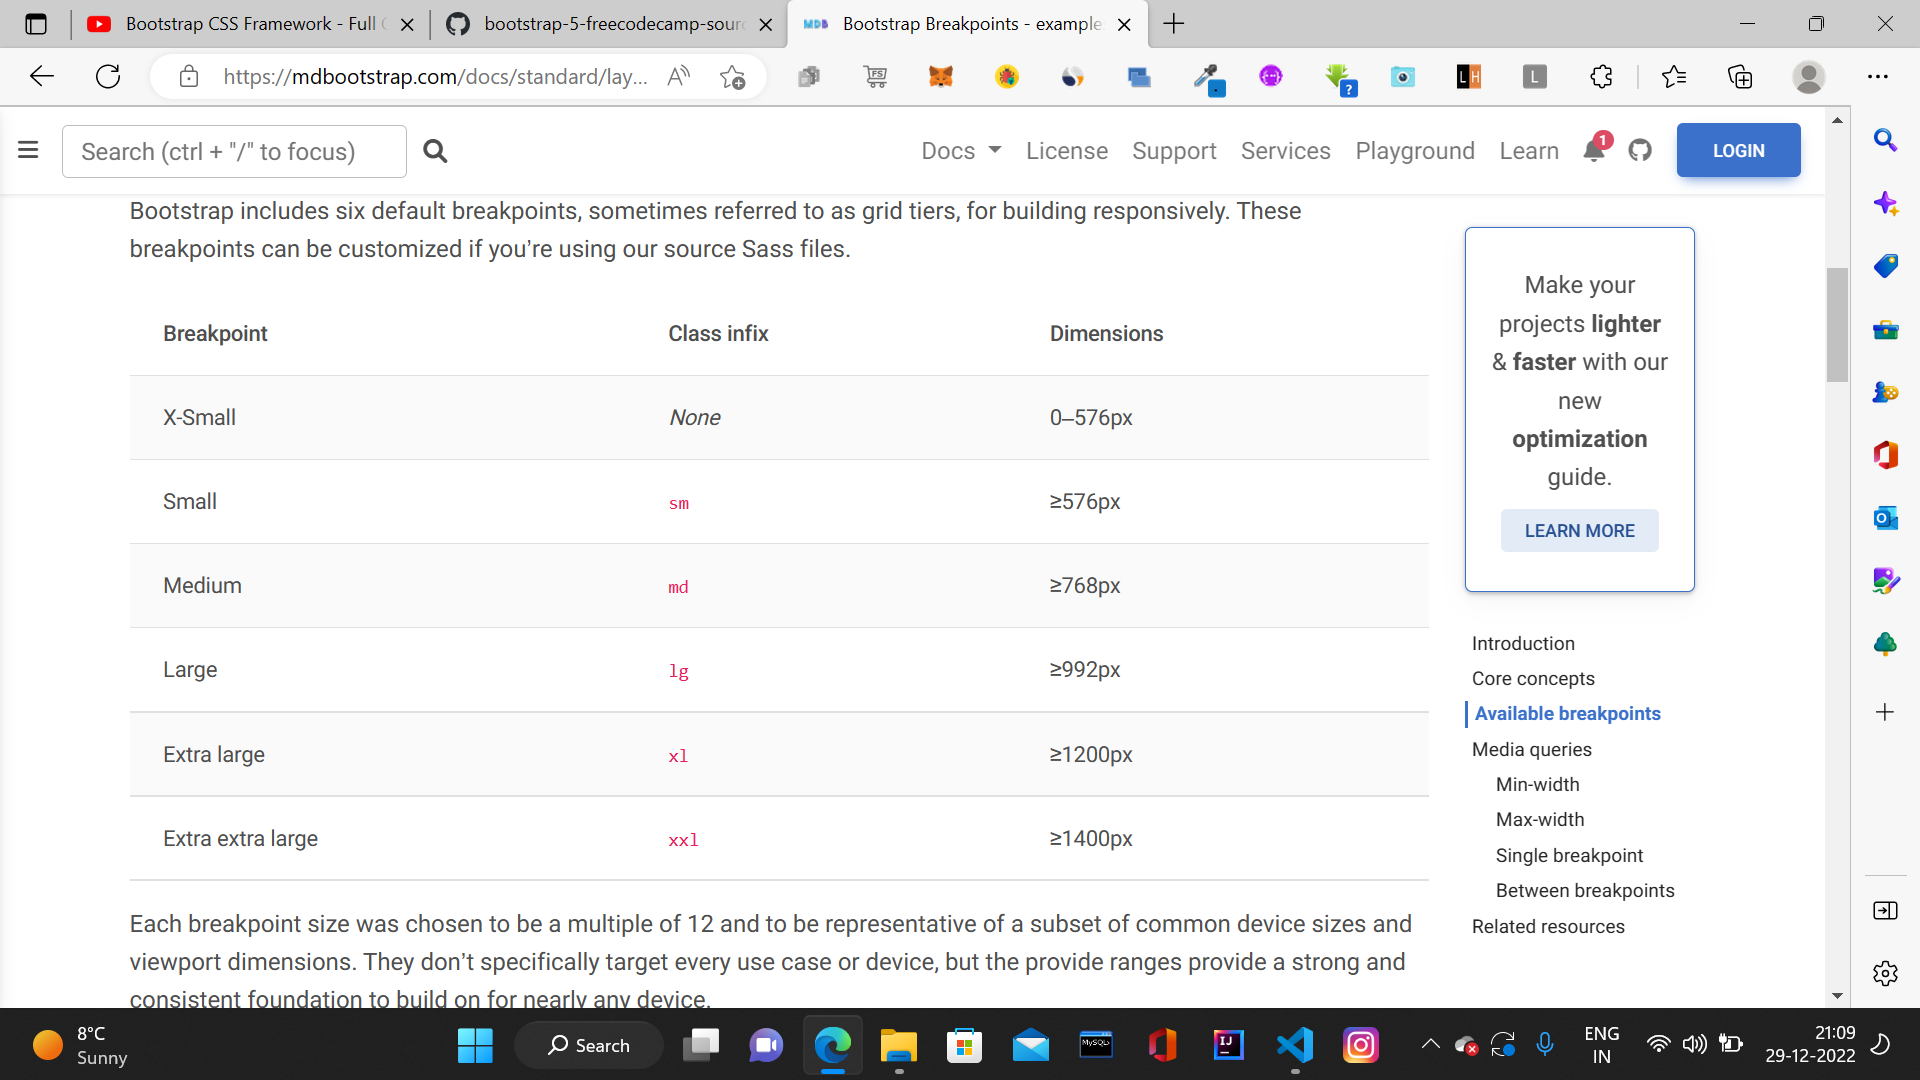 Bootstrap CSS Framework - Full
bootstrap-5-freecodecamp-sour
MDB Bootstrap Breakpoints - example
https://mdbootstrap.com/docs/standard/lay...
FS
?
LH
L
Search (ctrl + "/" to focus)
Docs License Support Services Playground Learn 1 LOGIN
Bootstrap includes six default breakpoints, sometimes referred to as grid tiers, for building responsively. These
breakpoints can be customized if you’re using our source Sass files.
Breakpoint Class infix Dimensions
X-Small None 0–576px
Small sm ≥576px
Medium md ≥768px
Large lg ≥992px
Extra large xl ≥1200px
Extra extra large xxl ≥1400px
Each breakpoint size was chosen to be a multiple of 12 and to be representative of a subset of common device sizes and
viewport dimensions. They don’t specifically target every use case or device, but the provide ranges provide a strong and
consistent foundation to build on for nearly any device.
Make your
projects lighter
& faster with our
new
optimization
guide.
LEARN MORE
Introduction
Core concepts
Available breakpoints
Media queries
Min-width
Max-width
Single breakpoint
Between breakpoints
Related resources
8°C
Sunny
Search
MySQL
IJ
ENG
IN
21:09
29-12-2022